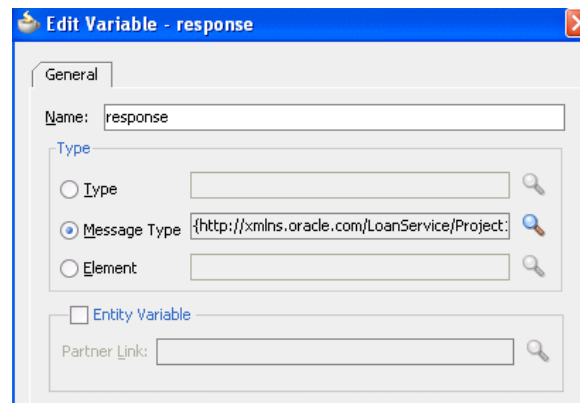 Edit Variable - response
General
Name: response
Type
Type
Message Type {http://xmlns.oracle.com/LoanService/Project:
Element
Entity Variable
Partner Link: